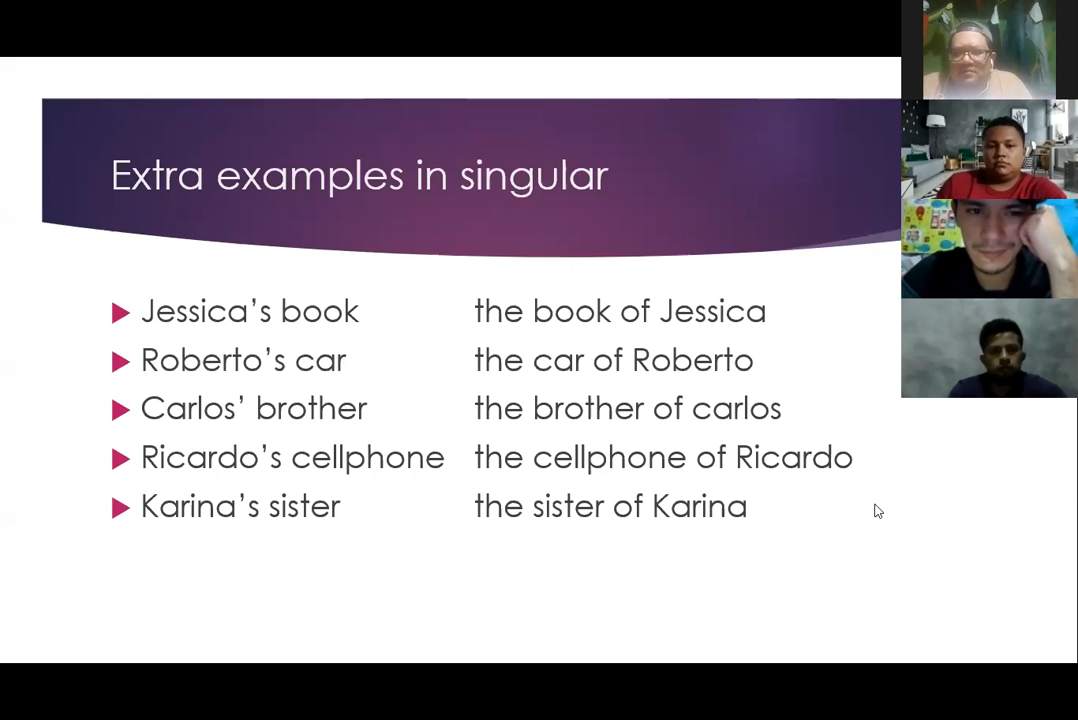 Extra examples in singular
Jessica’s book the book of Jessica
Roberto’s car the car of Roberto
Carlos’ brother the brother of carlos
Ricardo’s cellphone the cellphone of Ricardo
Karina’s sister the sister of Karina